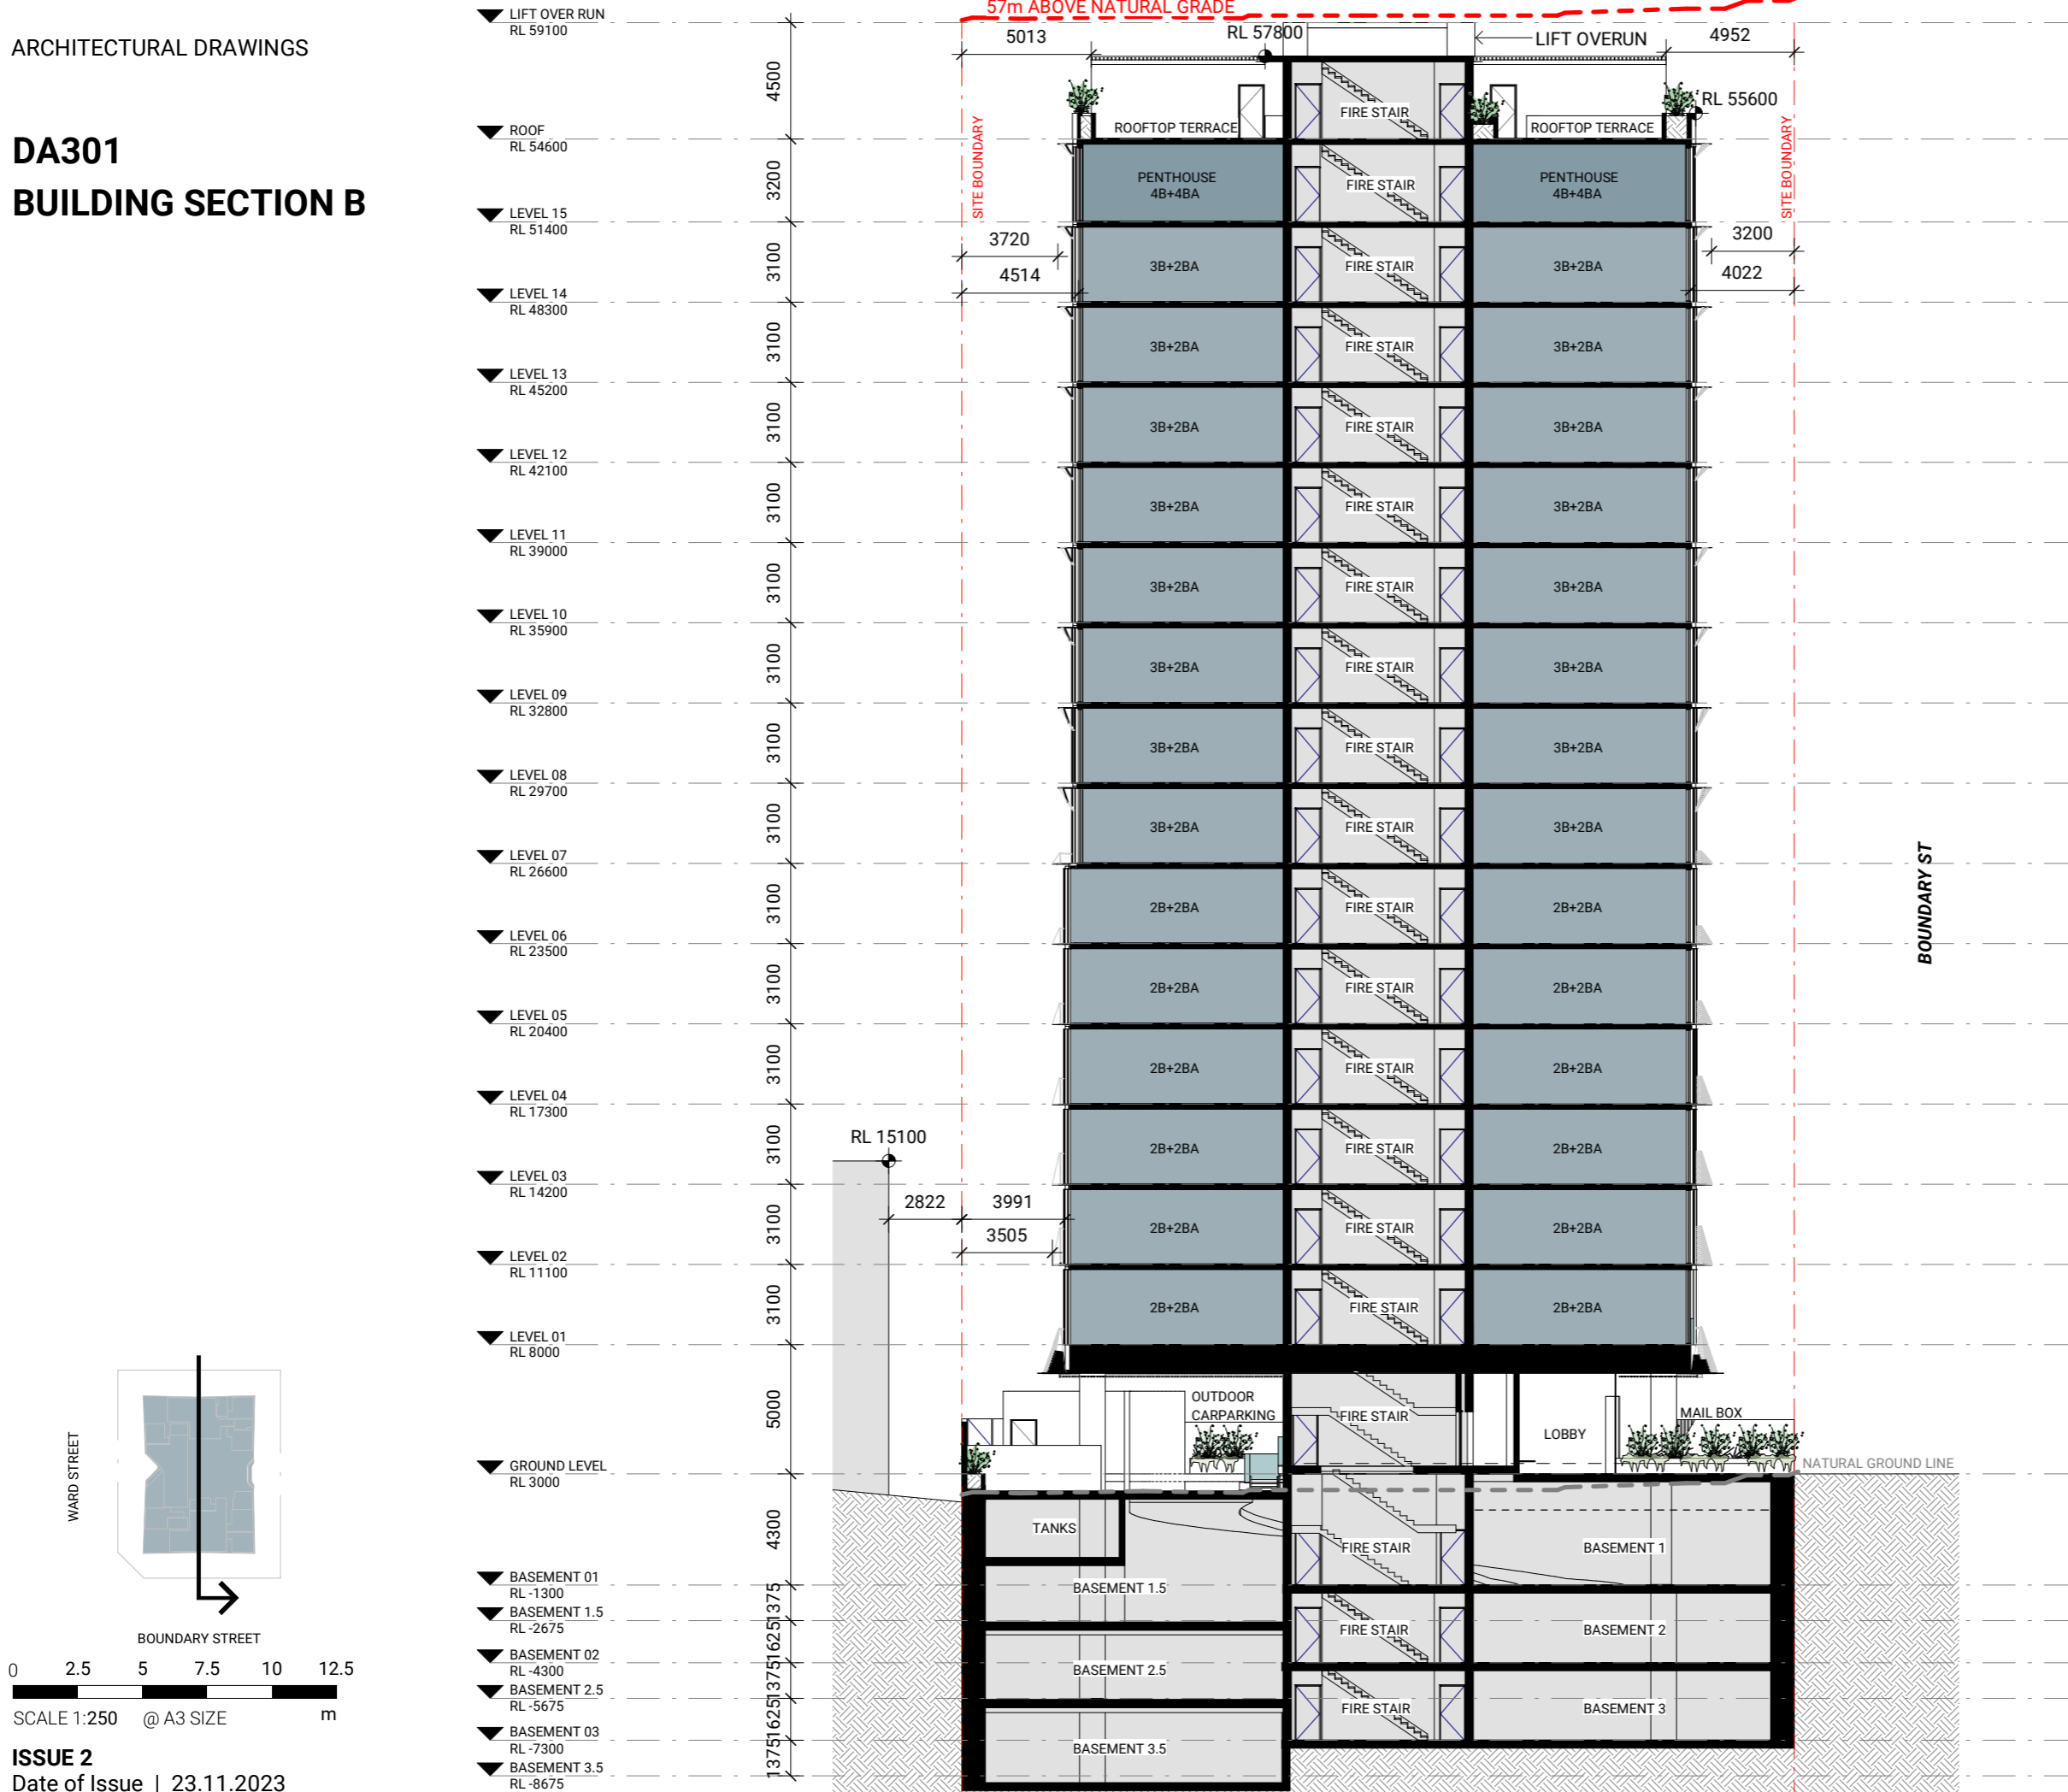 57m ABOVE NATURAL GRADE
LIFT OVER RUN
RL 59100
ARCHITECTURAL DRAWINGS
DA301
BUILDING SECTION B
5013
RL 57800
LIFT OVERUN
4952
4500
RL 55600
FIRE STAIR
ROOFTOP TERRACE
ROOFTOP TERRACE
SITE BOUNDARY
SITE BOUNDARY
ROOF
RL 54600
3200
PENTHOUSE
4B+4BA
FIRE STAIR
PENTHOUSE
4B+4BA
LEVEL 15
RL 51400
3720
4514
3200
4022
3100
3B+2BA
FIRE STAIR
3B+2BA
LEVEL 14
RL 48300
3100
3B+2BA
FIRE STAIR
3B+2BA
LEVEL 13
RL 45200
3100
3B+2BA
FIRE STAIR
3B+2BA
LEVEL 12
RL 42100
3100
3B+2BA
FIRE STAIR
3B+2BA
LEVEL 11
RL 39000
3100
3B+2BA
FIRE STAIR
3B+2BA
LEVEL 10
RL 35900
3100
3B+2BA
FIRE STAIR
3B+2BA
LEVEL 09
RL 32800
3100
3B+2BA
FIRE STAIR
3B+2BA
LEVEL 08
RL 29700
3100
3B+2BA
FIRE STAIR
3B+2BA
LEVEL 07
RL 26600
3100
2B+2BA
FIRE STAIR
2B+2BA
BOUNDARY ST
LEVEL 06
RL 23500
3100
2B+2BA
FIRE STAIR
2B+2BA
LEVEL 05
RL 20400
3100
2B+2BA
FIRE STAIR
2B+2BA
LEVEL 04
RL 17300
3100
RL 15100
2B+2BA
FIRE STAIR
2B+2BA
LEVEL 03
RL 14200
3100
2822
3991
3505
2B+2BA
FIRE STAIR
2B+2BA
LEVEL 02
RL 11100
3100
2B+2BA
FIRE STAIR
2B+2BA
LEVEL 01
RL 8000
5000
OUTDOOR
CARPARKING
FIRE STAIR
LOBBY
MAIL BOX
GROUND LEVEL
RL 3000
NATURAL GROUND LINE
4300
TANKS
FIRE STAIR
BASEMENT 1
BASEMENT 01
RL -1300
1375
BASEMENT 1.5
BASEMENT 1.5
RL -2675
1625
FIRE STAIR
BASEMENT 2
BASEMENT 02
RL -4300
1375
BASEMENT 2.5
BASEMENT 2.5
RL -5675
1625
FIRE STAIR
BASEMENT 3
BASEMENT 03
RL -7300
1375
BASEMENT 3.5
BASEMENT 3.5
RL -8675
WARD STREET
BOUNDARY STREET
0 2.5 5 7.5 10 12.5
m
SCALE 1:250 @ A3 SIZE
ISSUE 2
Date of Issue | 23.11.2023